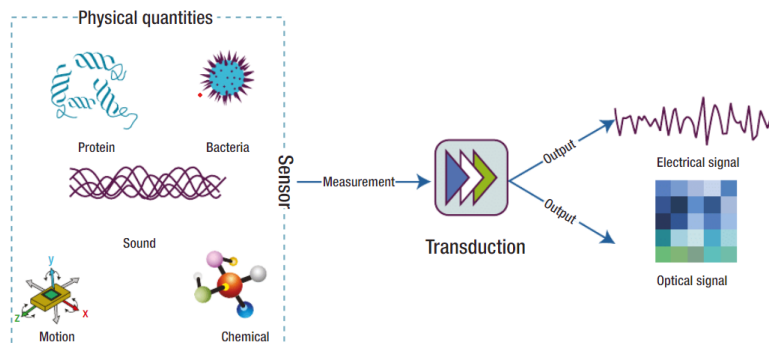 Physical quantities
Protein
Bacteria
Sound
y
z
x
Motion
Chemical
Sensor
Measurement
Transduction
Output
Output
Electrical signal
Optical signal